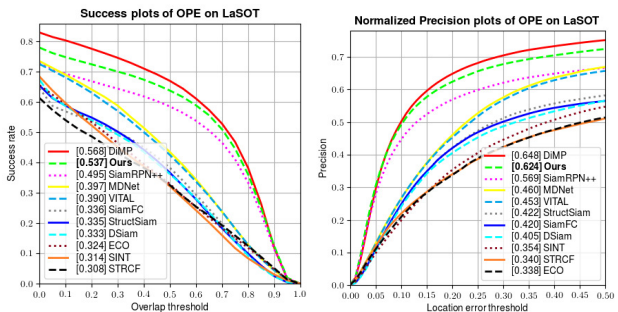 Success plots of OPE on LaSOT
Success rate
0.8
0.7
0.6
0.5
0.4
0.3
0.2
0.1
0.0
[0.568] DiMP
[0.537] Ours
[0.495] SiamRPN++
[0.397] MDNet
[0.390] VITAL
[0.336] SiamFC
[0.335] StructSiam
[0.333] DSiam
[0.324] ECO
[0.314] SINT
[0.308] STRCF
0.0 0.1 0.2 0.3 0.4 0.5 0.6 0.7 0.8 0.9 1.0
Overlap threshold
Normalized Precision plots of OPE on LaSOT
Precision
0.7
0.6
0.5
0.4
0.3
0.2
0.1
0.0
[0.648] DiMP
[0.624] Ours
[0.569] SiamRPN++
[0.460] MDNet
[0.453] VITAL
[0.422] StructSiam
[0.420] SiamFC
[0.405] DSiam
[0.354] SINT
[0.340] STRCF
[0.338] ECO
0.00 0.05 0.10 0.15 0.20 0.25 0.30 0.35 0.40 0.45 0.50
Location error threshold